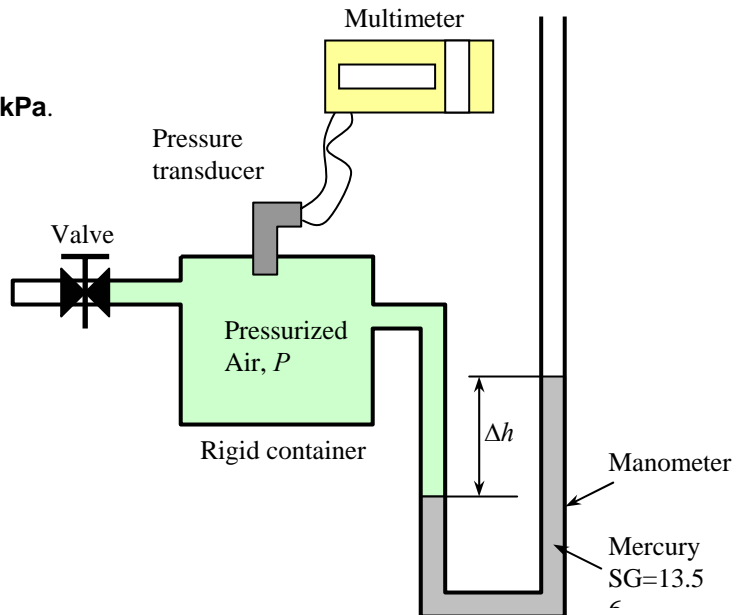 Multimeter
kPa.
Pressure
transducer
Valve
Pressurized
Air, P
Rigid container
Δh
Manometer
Mercury
SG=13.5